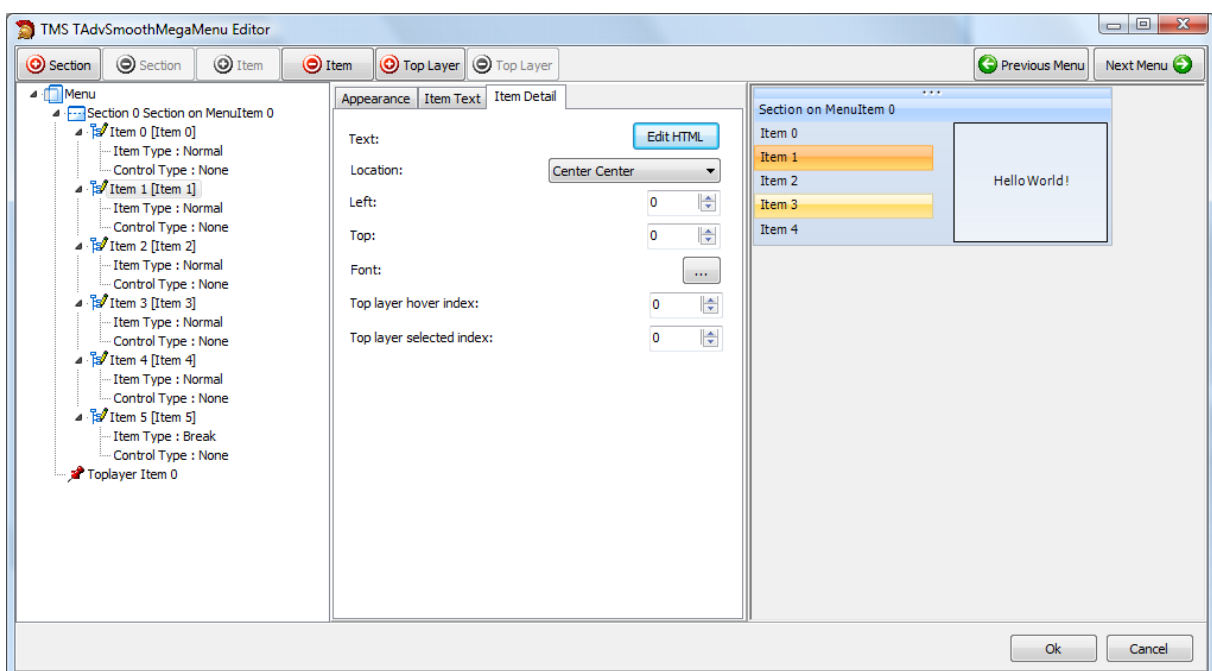 TMS TAdvSmoothMegaMenu Editor
Section
Section
Item
Item
Top Layer
Top Layer
Previous Menu
Next Menu
Menu
Section 0 Section on MenuItem 0
Item 0 [Item 0]
Item Type : Normal
Control Type : None
Item 1 [Item 1]
Item Type : Normal
Control Type : None
Item 2 [Item 2]
Item Type : Normal
Control Type : None
Item 3 [Item 3]
Item Type : Normal
Control Type : None
Item 4 [Item 4]
Item Type : Normal
Control Type : None
Item 5 [Item 5]
Item Type : Break
Control Type : None
Toplayer Item 0
Appearance
Item Text
Item Detail
Text:
Edit HTML
Location:
Center Center
Left:
0
Top:
0
Font:
...
Top layer hover index:
0
Top layer selected index:
0
Section on MenuItem 0
Item 0
Item 1
Item 2
Item 3
Item 4
Hello World!
Ok
Cancel